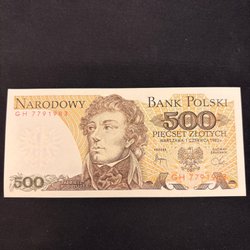 NARODOWY BANK POLSKI
GH 7791983
500
PIĘĆSET ZŁOTYCH
WARSZAWA 1 CZERWCA 1982 r.
500
GH 7791983